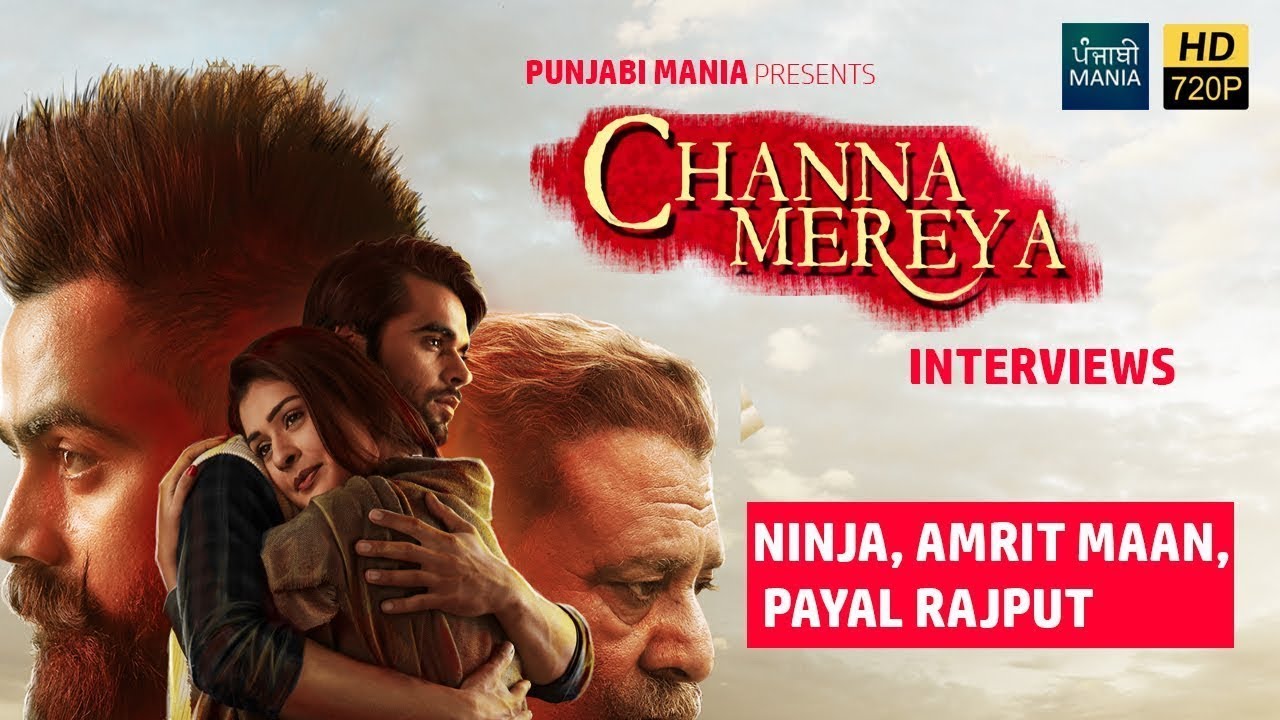 PUNJABI MANIA PRESENTS
ਪੰਜਾਬੀ
MANIA
HD
720P
CHANNA
MEREYA
INTERVIEWS
NINJA, AMRIT MAAN,
PAYAL RAJPUT